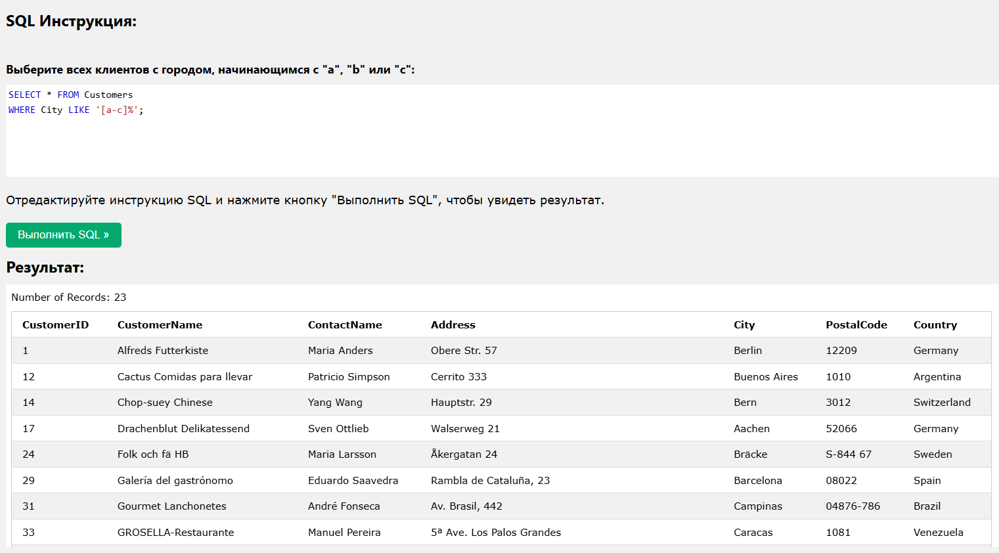 SQL Инструкция:
Выберите всех клиентов с городом, начинающимся с "a", "b" или "c":
SELECT * FROM Customers
WHERE City LIKE '[a-c]%';
Отредактируйте инструкцию SQL и нажмите кнопку "Выполнить SQL", чтобы увидеть результат.
Выполнить SQL »
Результат:
Number of Records: 23
CustomerID CustomerName ContactName Address City PostalCode Country
1 Alfreds Futterkiste Maria Anders Obere Str. 57 Berlin 12209 Germany
12 Cactus Comidas para llevar Patricio Simpson Cerrito 333 Buenos Aires 1010 Argentina
14 Chop-suey Chinese Yang Wang Hauptstr. 29 Bern 3012 Switzerland
17 Drachenblut Delikatessend Sven Ottlieb Walserweg 21 Aachen 52066 Germany
24 Folk och fä HB Maria Larsson Åkergatan 24 Bräcke S-844 67 Sweden
29 Galería del gastrónomo Eduardo Saavedra Rambla de Cataluña, 23 Barcelona 08022 Spain
31 Gourmet Lanchonetes André Fonseca Av. Brasil, 442 Campinas 04876-786 Brazil
33 GROSELLA-Restaurante Manuel Pereira 5ª Ave. Los Palos Grandes Caracas 1081 Venezuela